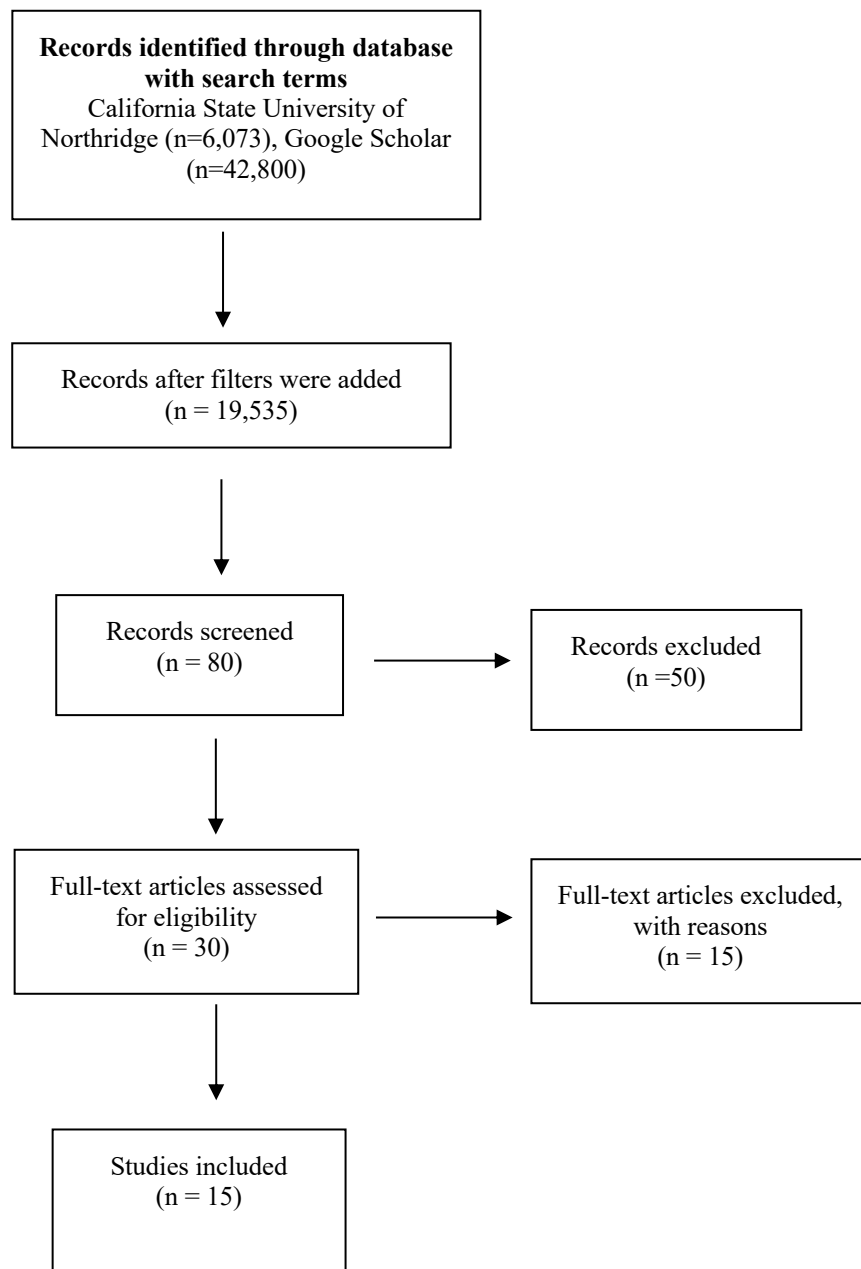 Records identified through database
with search terms
California State University of
Northridge (n=6,073), Google Scholar
(n=42,800)
Records after filters were added
(n = 19,535)
Records screened
(n = 80)
Records excluded
(n =50)
Full-text articles assessed
for eligibility
(n = 30)
Full-text articles excluded,
with reasons
(n = 15)
Studies included
(n = 15)